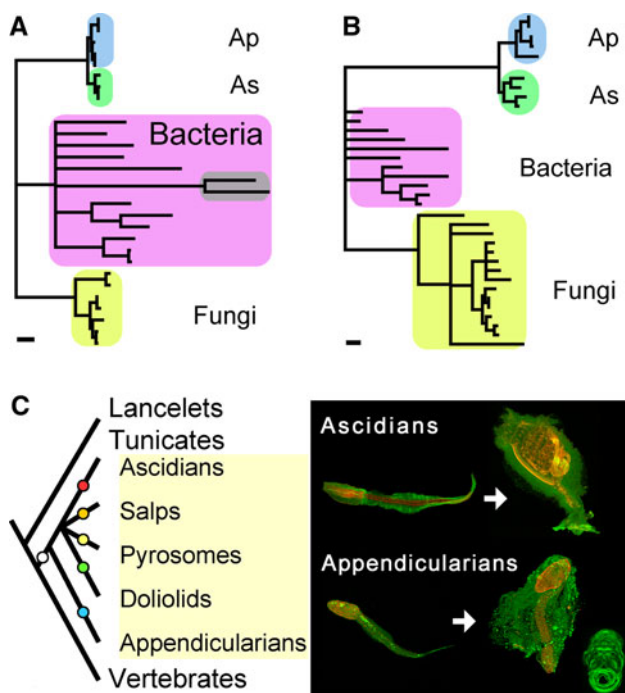 A
Ap
As
Bacteria
Fungi
B
Ap
As
Bacteria
Fungi
C
Lancelets
Tunicates
Ascidians
Salps
Pyrosomes
Doliolids
Appendicularians
Vertebrates
Ascidians
Appendicularians